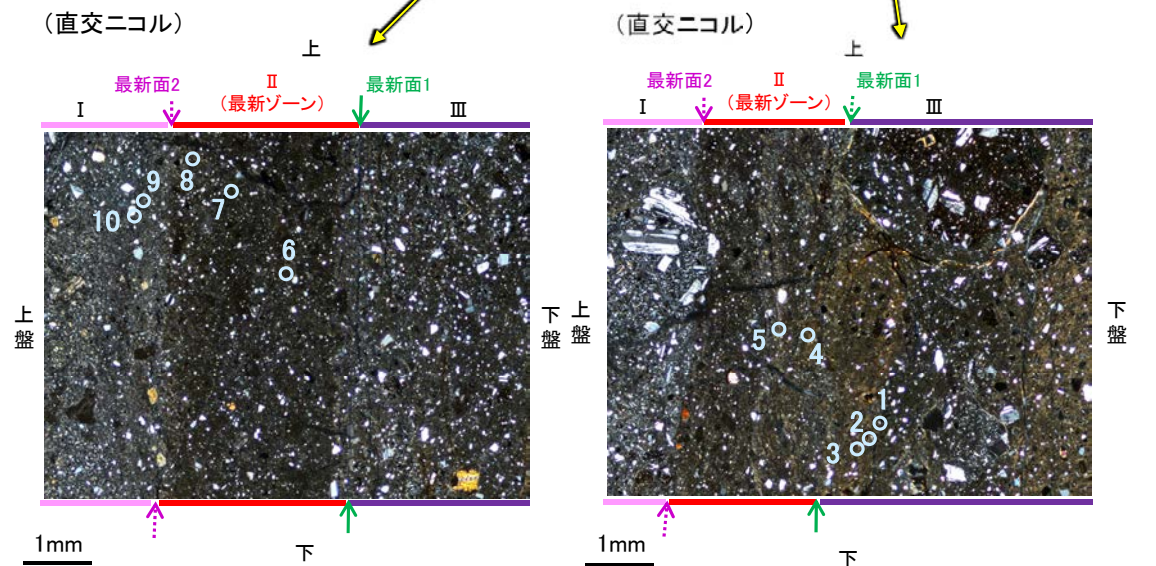 (直交ニコル)
上
最新面2
Ⅱ
(最新ゾーン)
最新面1
Ⅰ
Ⅲ
9
8
10
7
6
上盤
下盤
1mm
下
(直交ニコル)
上
最新面2
Ⅱ
(最新ゾーン)
最新面1
Ⅰ
Ⅲ
5
4
1
2
3
上盤
下盤
1mm
下